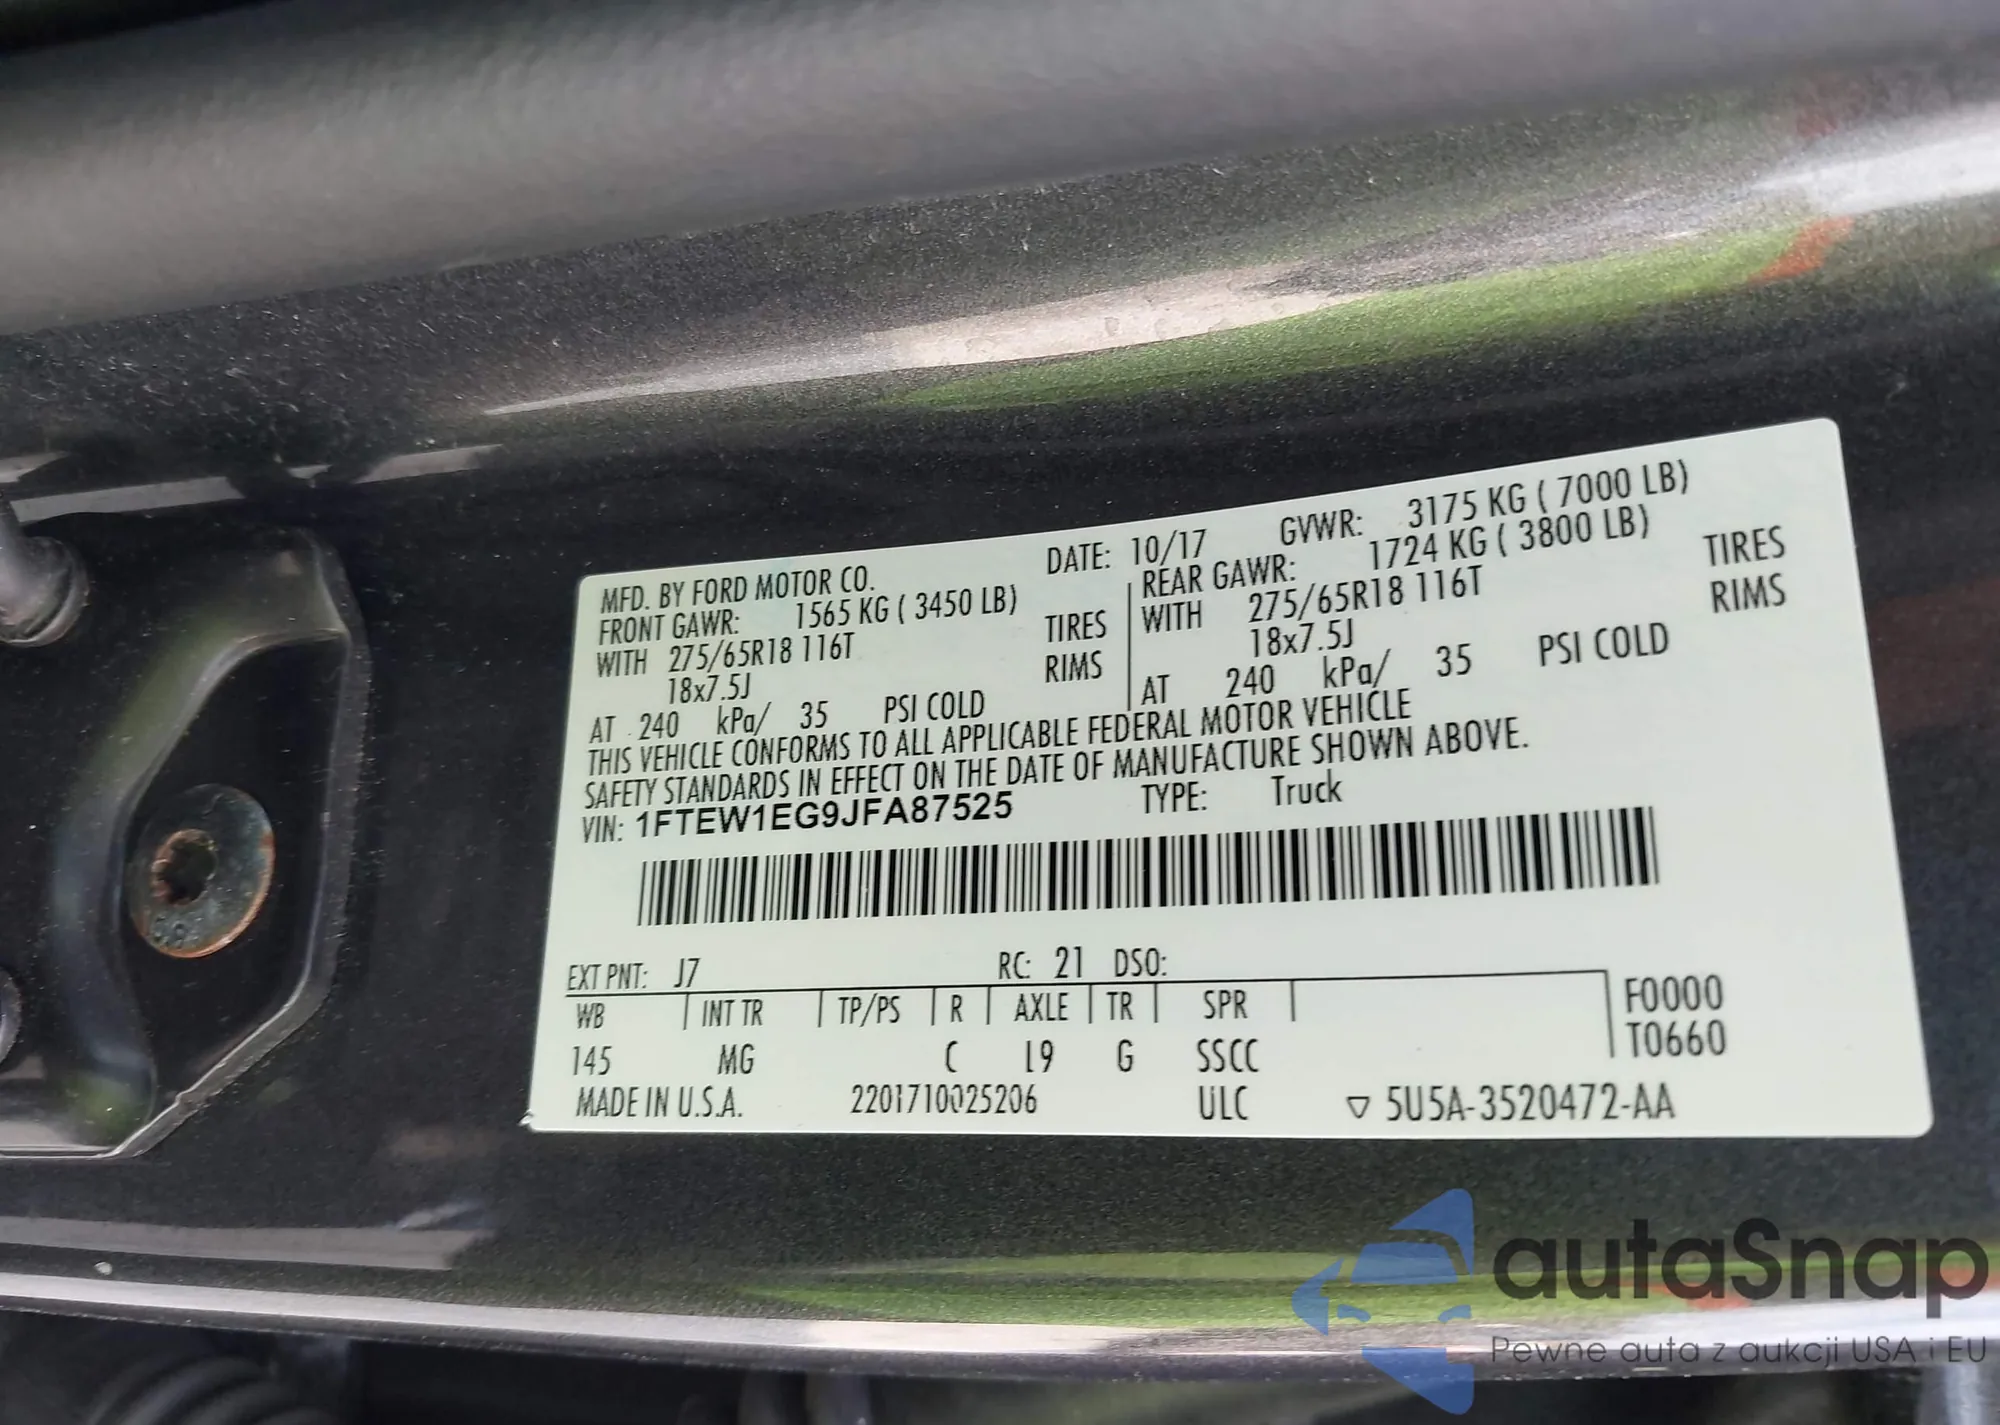 MFD. BY FORD MOTOR CO. DATE: 10/17 GVWR: 3175 KG ( 7000 LB)
FRONT GAWR: 1565 KG ( 3450 LB) REAR GAWR: 1724 KG ( 3800 LB)
WITH 275/65R18 116T TIRES WITH 275/65R18 116T TIRES
18x7.5J RIMS 18x7.5J RIMS
AT 240 kPa/ 35 PSI COLD AT 240 kPa/ 35 PSI COLD
THIS VEHICLE CONFORMS TO ALL APPLICABLE FEDERAL MOTOR VEHICLE
SAFETY STANDARDS IN EFFECT ON THE DATE OF MANUFACTURE SHOWN ABOVE.
VIN: 1FTEW1EG9JFA87525 TYPE: Truck
EXT PNT: J7 RC: 21 DSO:
WB INT TR TP/PS R AXLE TR SPR F0000
145 MG C L9 G SSCC T0660
MADE IN U.S.A. 2201710025206 ULC ▽ 5U5A-3520472-AA
autaSnap
Pewne auta z aukcji USA i EU